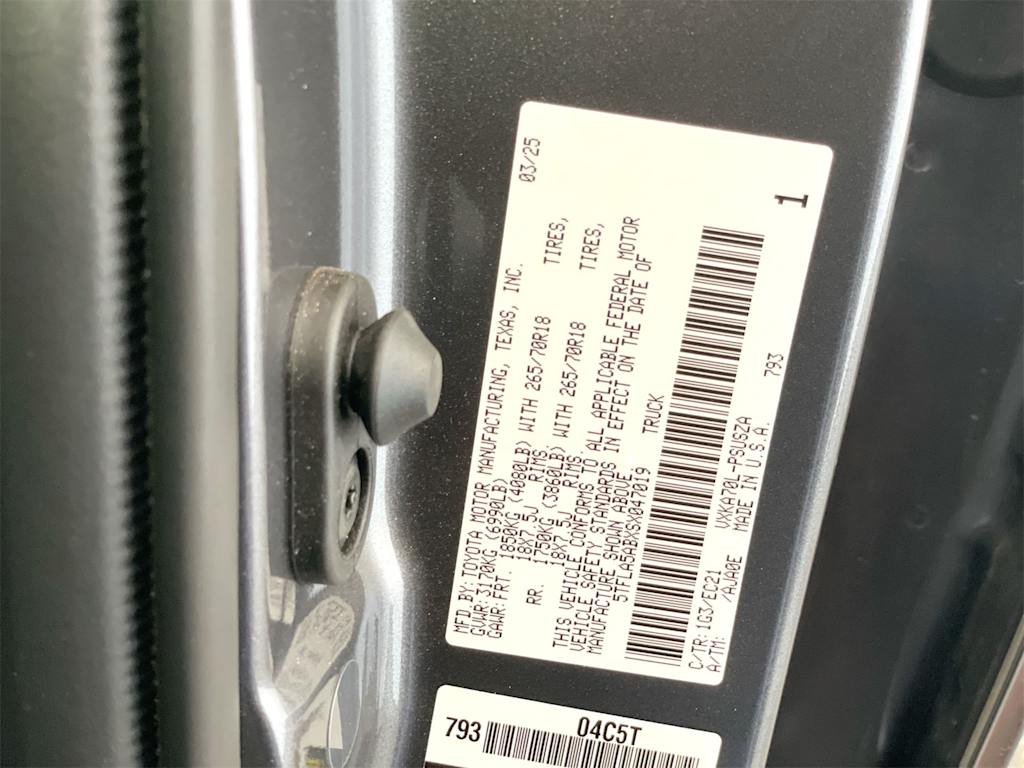 MFD.BY: TOYOTA MOTOR MANUFACTURING, TEXAS, INC. 03/25
GVWR: 3170KG (6990LB)
GAWR: FRT. 1850KG (4080LB) WITH 265/70R18 TIRES,
18X7.5J RIMS,
RR. 1750KG (3860LB) WITH 265/70R18 TIRES,
18X7.5J RIMS
THIS VEHICLE CONFORMS TO ALL APPLICABLE FEDERAL MOTOR
VEHICLE SAFETY STANDARDS IN EFFECT ON THE DATE OF
MANUFACTURE SHOWN ABOVE
TRUCK
C/TR: 1G3/EC21 VXKA70L-PSUSZA 793
A/TM: /AUA0E MADE IN U.S.A.
1
793 04C5T